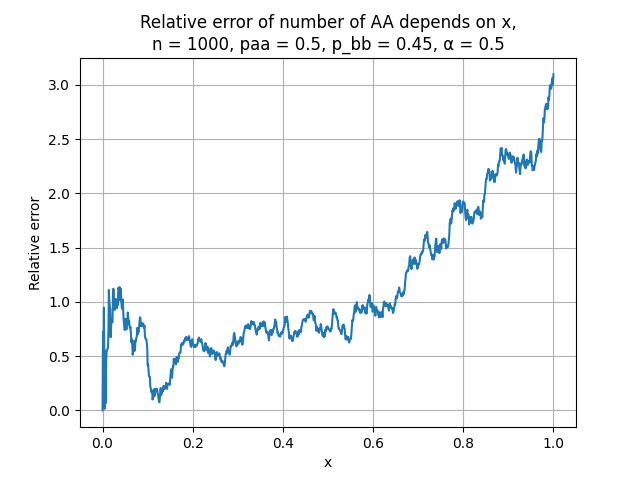 Relative error of number of AA depends on x,
n = 1000, paa = 0.5, p_bb = 0.45, α = 0.5
3.0
2.5
2.0
1.5
1.0
0.5
0.0
Relative error
0.0 0.2 0.4 0.6 0.8 1.0
x